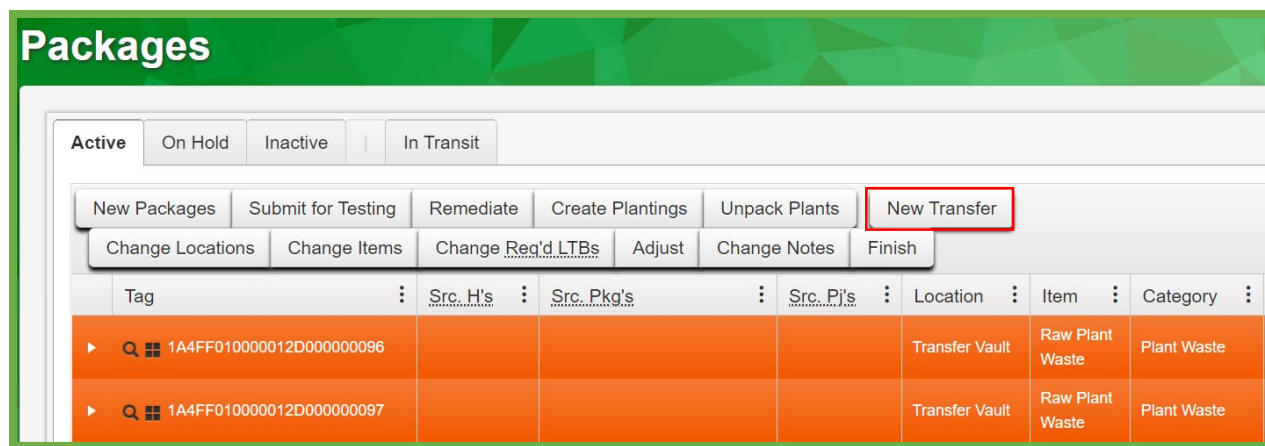 Packages
Active On Hold Inactive | In Transit
New Packages Submit for Testing Remediate Create Plantings Unpack Plants New Transfer
Change Locations Change Items Change Req'd LTBs Adjust Change Notes Finish
Tag Src. H's Src. Pkg's Src. Pj's Location Item Category
1A4FF010000012D000000096 Transfer Vault Raw Plant Waste Plant Waste
1A4FF010000012D000000097 Transfer Vault Raw Plant Waste Plant Waste